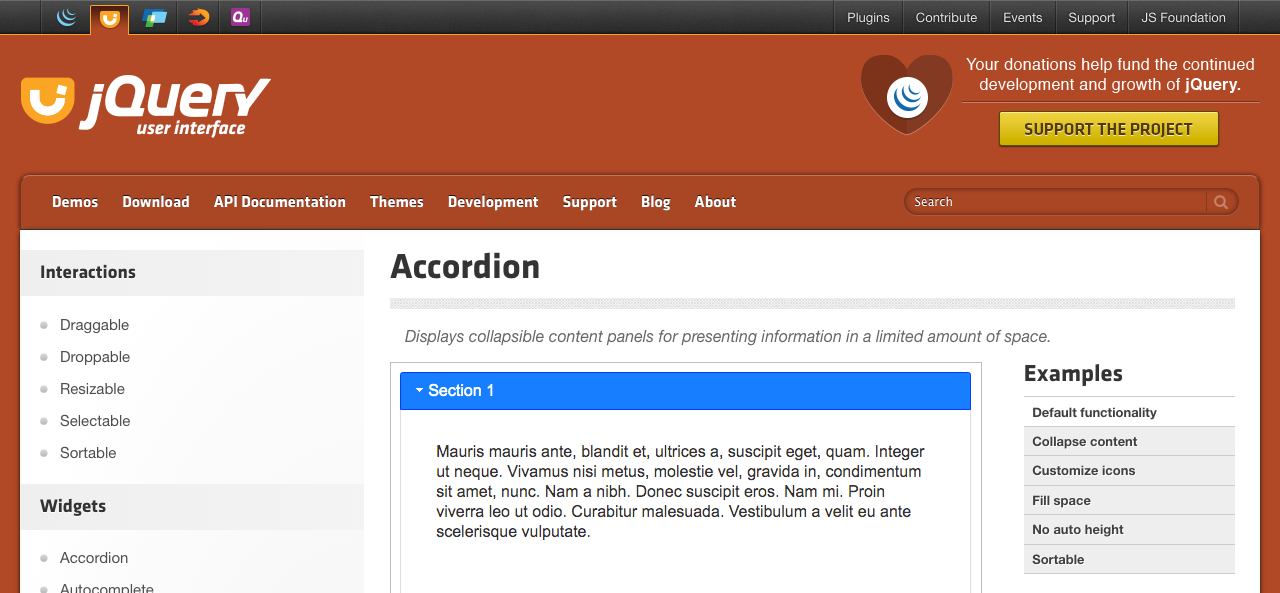 Qu
Plugins
Contribute
Events
Support
JS Foundation
jQuery
user interface
Your donations help fund the continued
development and growth of jQuery.
SUPPORT THE PROJECT
Demos
Download
API Documentation
Themes
Development
Support
Blog
About
Search
Interactions
Draggable
Droppable
Resizable
Selectable
Sortable
Widgets
Accordion
Autocomplete
Accordion
Displays collapsible content panels for presenting information in a limited amount of space.
Section 1
Mauris mauris ante, blandit et, ultrices a, suscipit eget, quam. Integer
ut neque. Vivamus nisi metus, molestie vel, gravida in, condimentum
sit amet, nunc. Nam a nibh. Donec suscipit eros. Nam mi. Proin
viverra leo ut odio. Curabitur malesuada. Vestibulum a velit eu ante
scelerisque vulputate.
Examples
Default functionality
Collapse content
Customize icons
Fill space
No auto height
Sortable